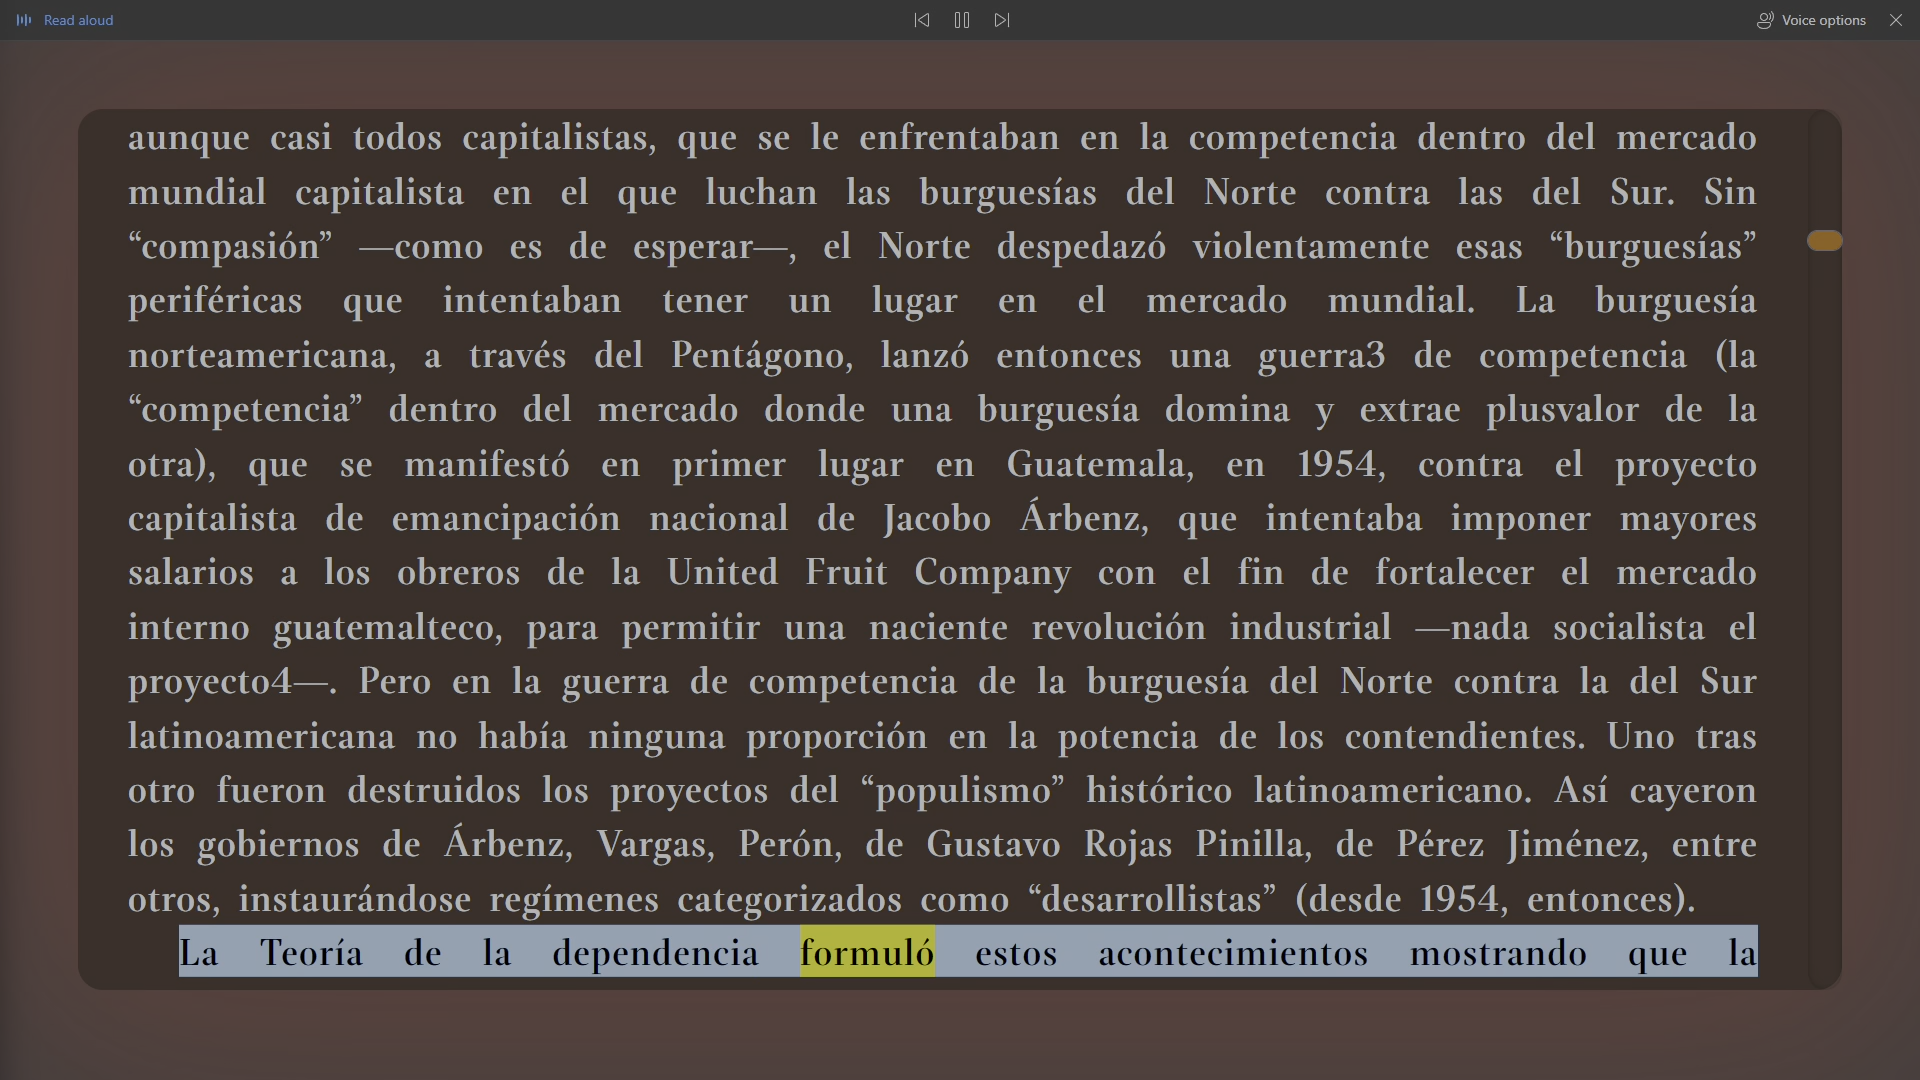 Read aloud
Voice options
aunque casi todos capitalistas, que se le enfrentaban en la competencia dentro del mercado
mundial capitalista en el que luchan las burguesías del Norte contra las del Sur. Sin
“compasión” —como es de esperar—, el Norte despedazó violentamente esas “burguesías”
periféricas que intentaban tener un lugar en el mercado mundial. La burguesía
norteamericana, a través del Pentágono, lanzó entonces una guerra3 de competencia (la
“competencia” dentro del mercado donde una burguesía domina y extrae plusvalor de la
otra), que se manifestó en primer lugar en Guatemala, en 1954, contra el proyecto
capitalista de emancipación nacional de Jacobo Árbenz, que intentaba imponer mayores
salarios a los obreros de la United Fruit Company con el fin de fortalecer el mercado
interno guatemalteco, para permitir una naciente revolución industrial —nada socialista el
proyecto4—. Pero en la guerra de competencia de la burguesía del Norte contra la del Sur
latinoamericana no había ninguna proporción en la potencia de los contendientes. Uno tras
otro fueron destruidos los proyectos del “populismo” histórico latinoamericano. Así cayeron
los gobiernos de Árbenz, Vargas, Perón, de Gustavo Rojas Pinilla, de Pérez Jiménez, entre
otros, instaurándose regímenes categorizados como “desarrollistas” (desde 1954, entonces).
La Teoría de la dependencia formuló estos acontecimientos mostrando que la